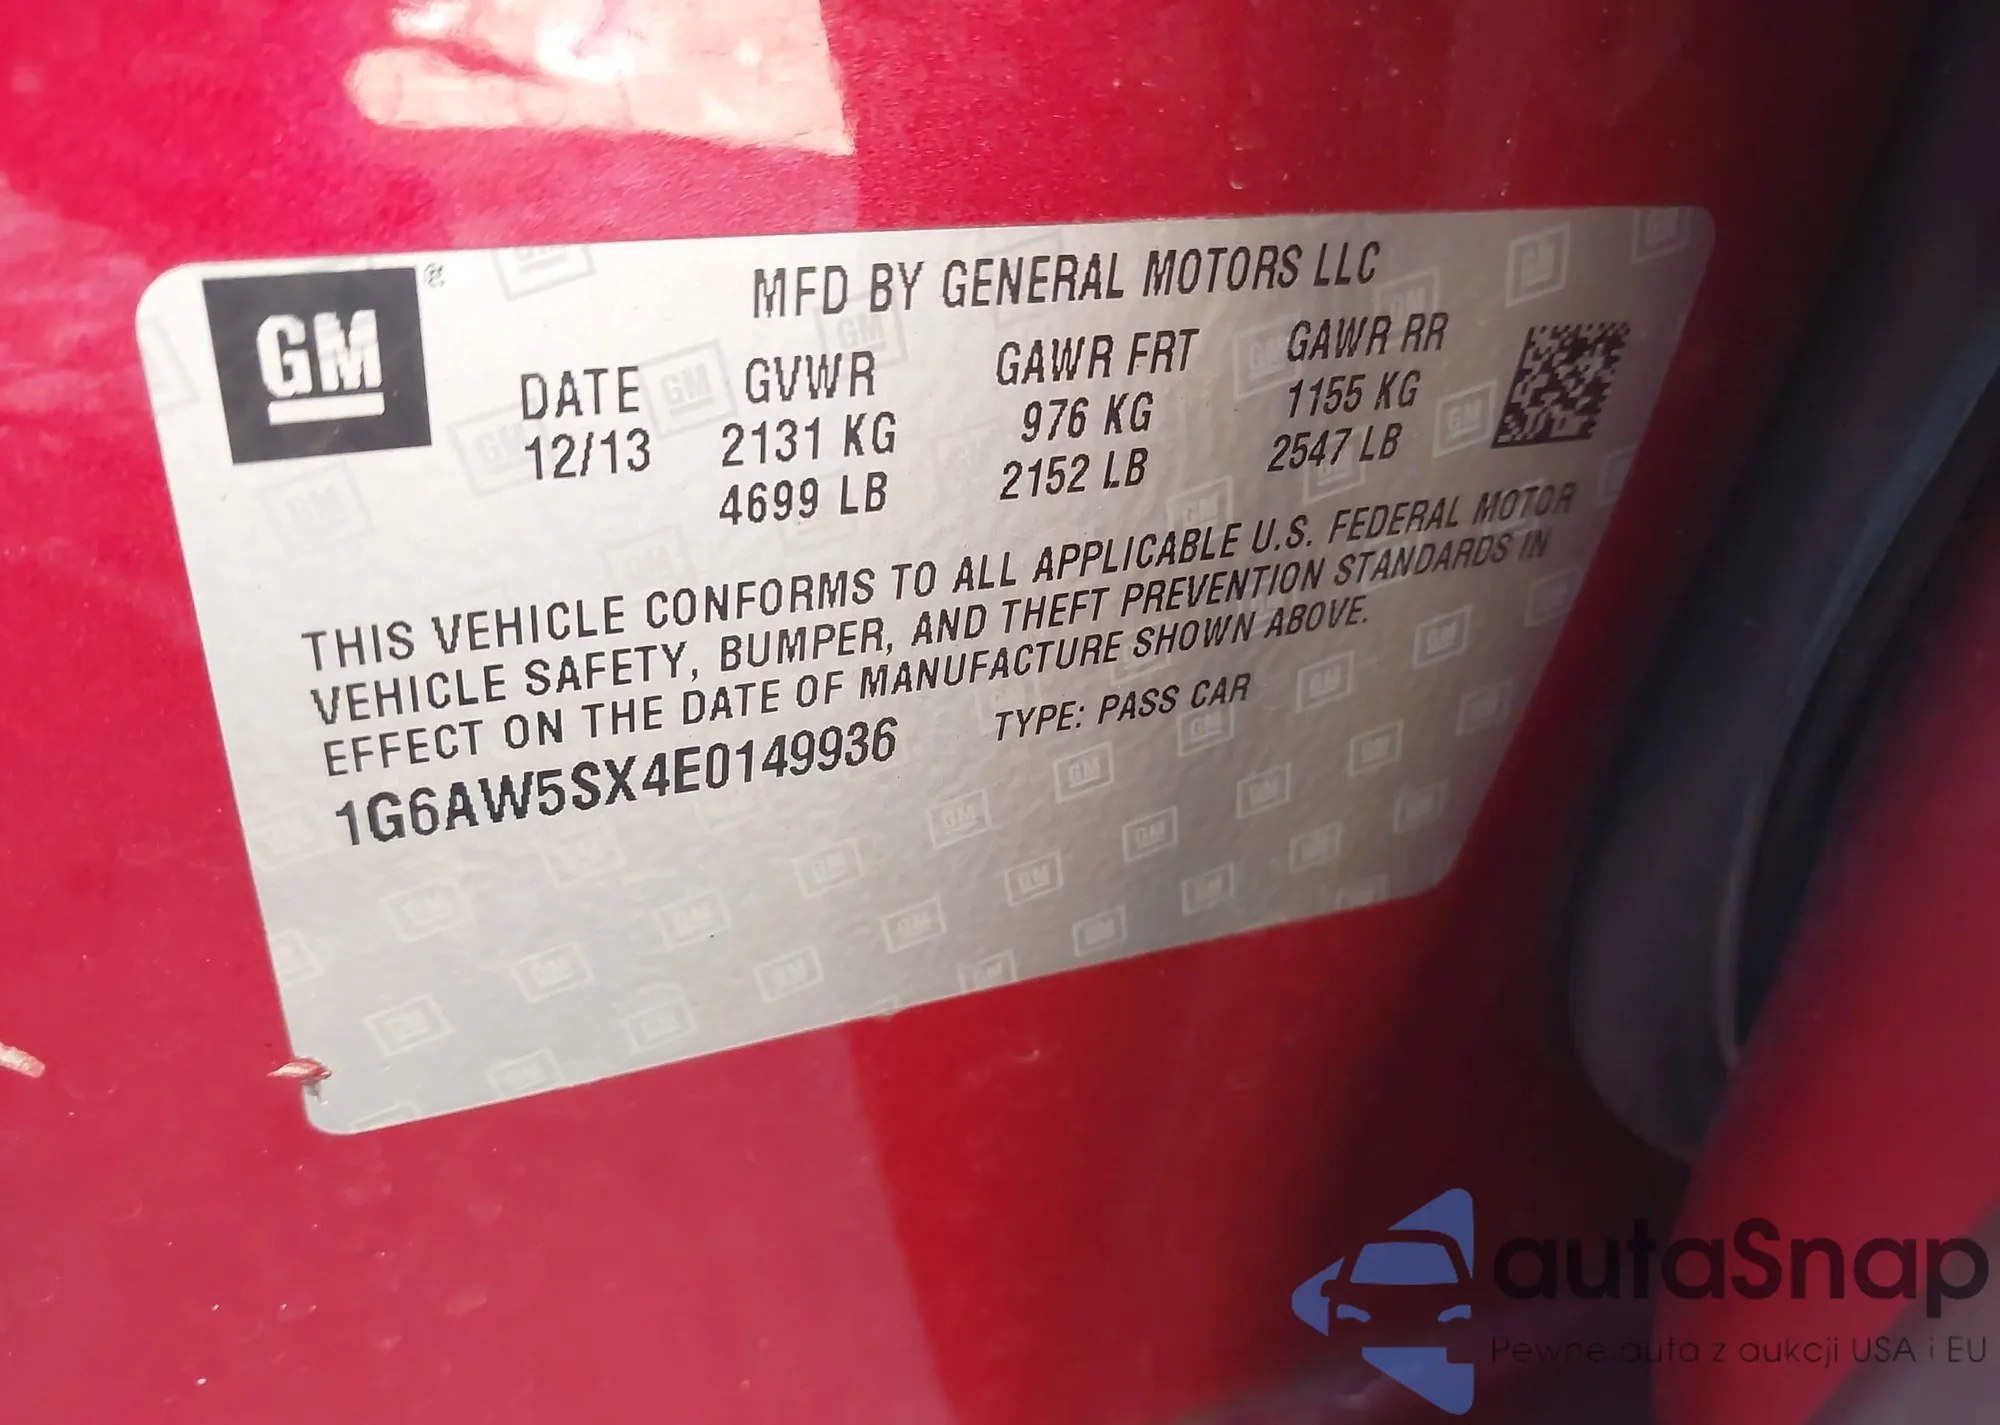 GM ®
MFD BY GENERAL MOTORS LLC
DATE GVWR GAWR FRT GAWR RR
12/13 2131 KG 976 KG 1155 KG
4699 LB 2152 LB 2547 LB
THIS VEHICLE CONFORMS TO ALL APPLICABLE U.S. FEDERAL MOTOR
VEHICLE SAFETY, BUMPER, AND THEFT PREVENTION STANDARDS IN
EFFECT ON THE DATE OF MANUFACTURE SHOWN ABOVE.
1G6AW5SX4E0149936 TYPE: PASS CAR
autaSnap
Pewne auta z aukcji USA i EU